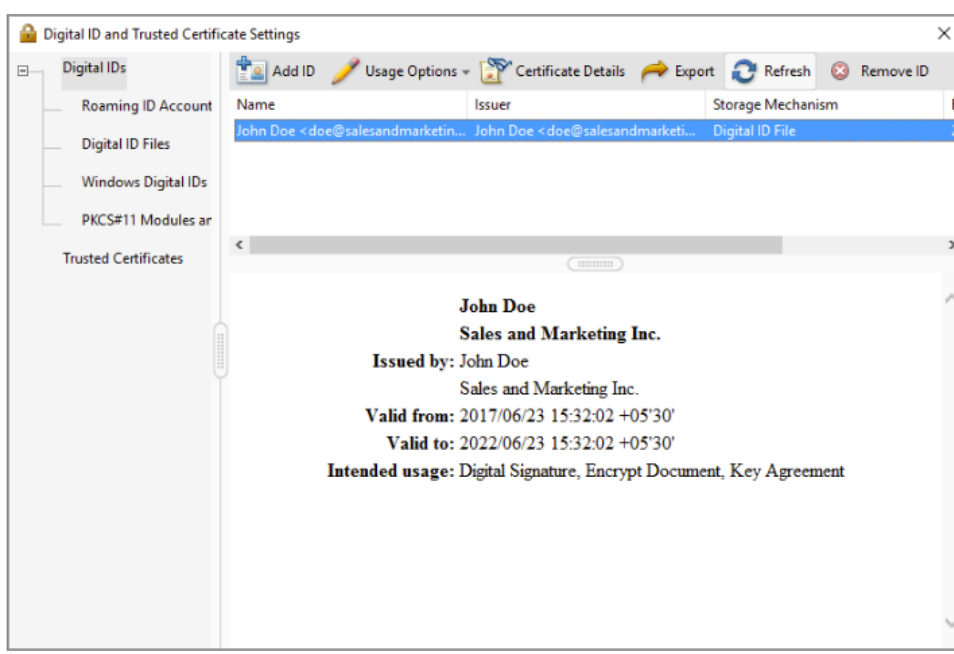 Digital ID and Trusted Certificate Settings
Digital IDs
Roaming ID Account
Digital ID Files
Windows Digital IDs
PKCS#11 Modules ar
Trusted Certificates
Add ID Usage Options Certificate Details Export Refresh Remove ID
Name Issuer Storage Mechanism
John Doe <doe@salesandmarketin... John Doe <doe@salesandmarketi... Digital ID File
John Doe
Sales and Marketing Inc.
Issued by: John Doe
Sales and Marketing Inc.
Valid from: 2017/06/23 15:32:02 +05'30'
Valid to: 2022/06/23 15:32:02 +05'30'
Intended usage: Digital Signature, Encrypt Document, Key Agreement